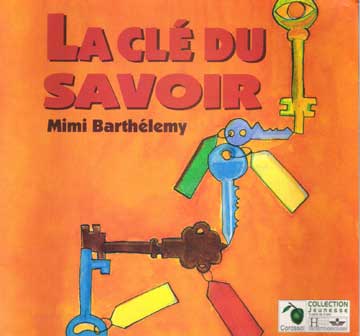 LA CLÉ DU
SAVOIR
Mimi Barthélemy
COLLECTION
Jeunesse
Corossol